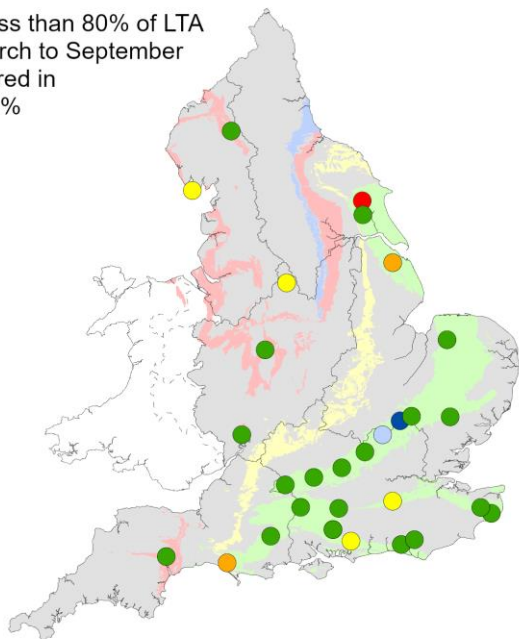 ss than 80% of LTA
rch to September
red in
%